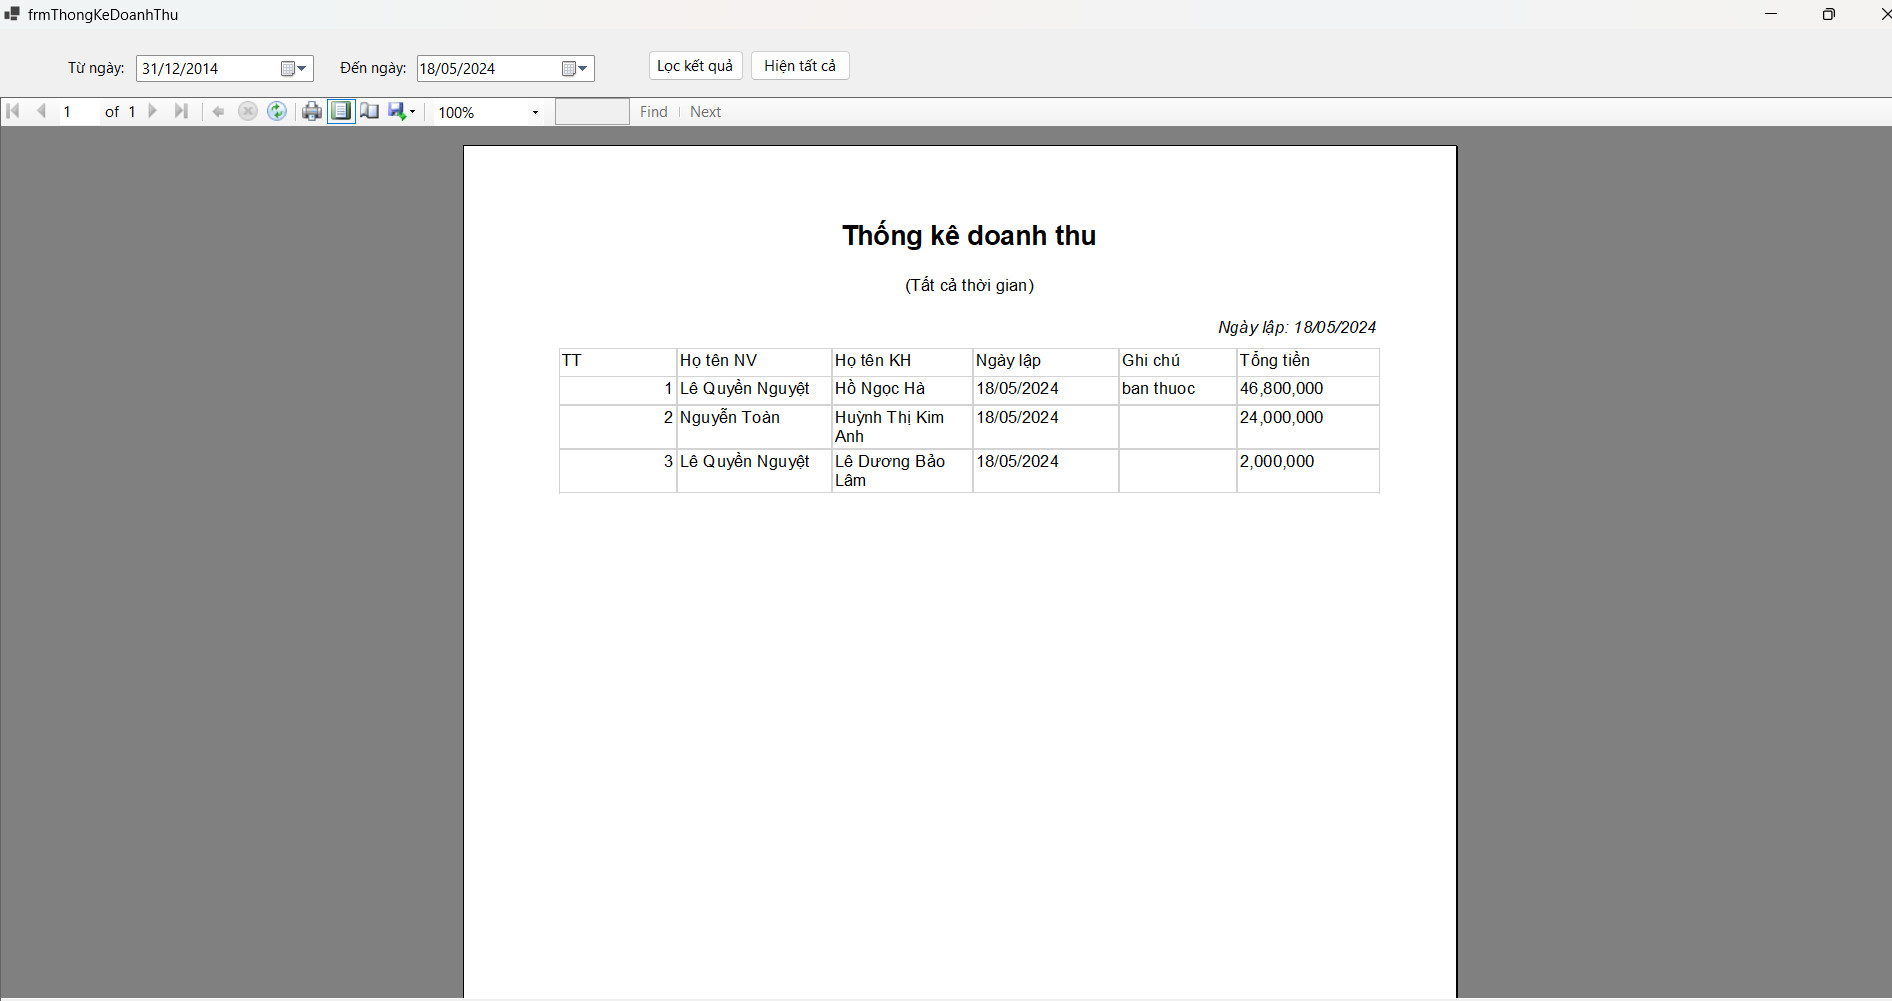 frmThongKeDoanhThu
Từ ngày: 31/12/2014 Đến ngày: 18/05/2024 Lọc kết quả Hiện tất cả
1 of 1 100% Find Next
Thống kê doanh thu
(Tất cả thời gian)
Ngày lập: 18/05/2024
TT Họ tên NV Họ tên KH Ngày lập Ghi chú Tổng tiền
1 Lê Quyền Nguyệt Hồ Ngọc Hà 18/05/2024 ban thuoc 46,800,000
2 Nguyễn Toàn Huỳnh Thị Kim 18/05/2024 24,000,000
Anh
3 Lê Quyền Nguyệt Lê Dương Bảo 18/05/2024 2,000,000
Lâm